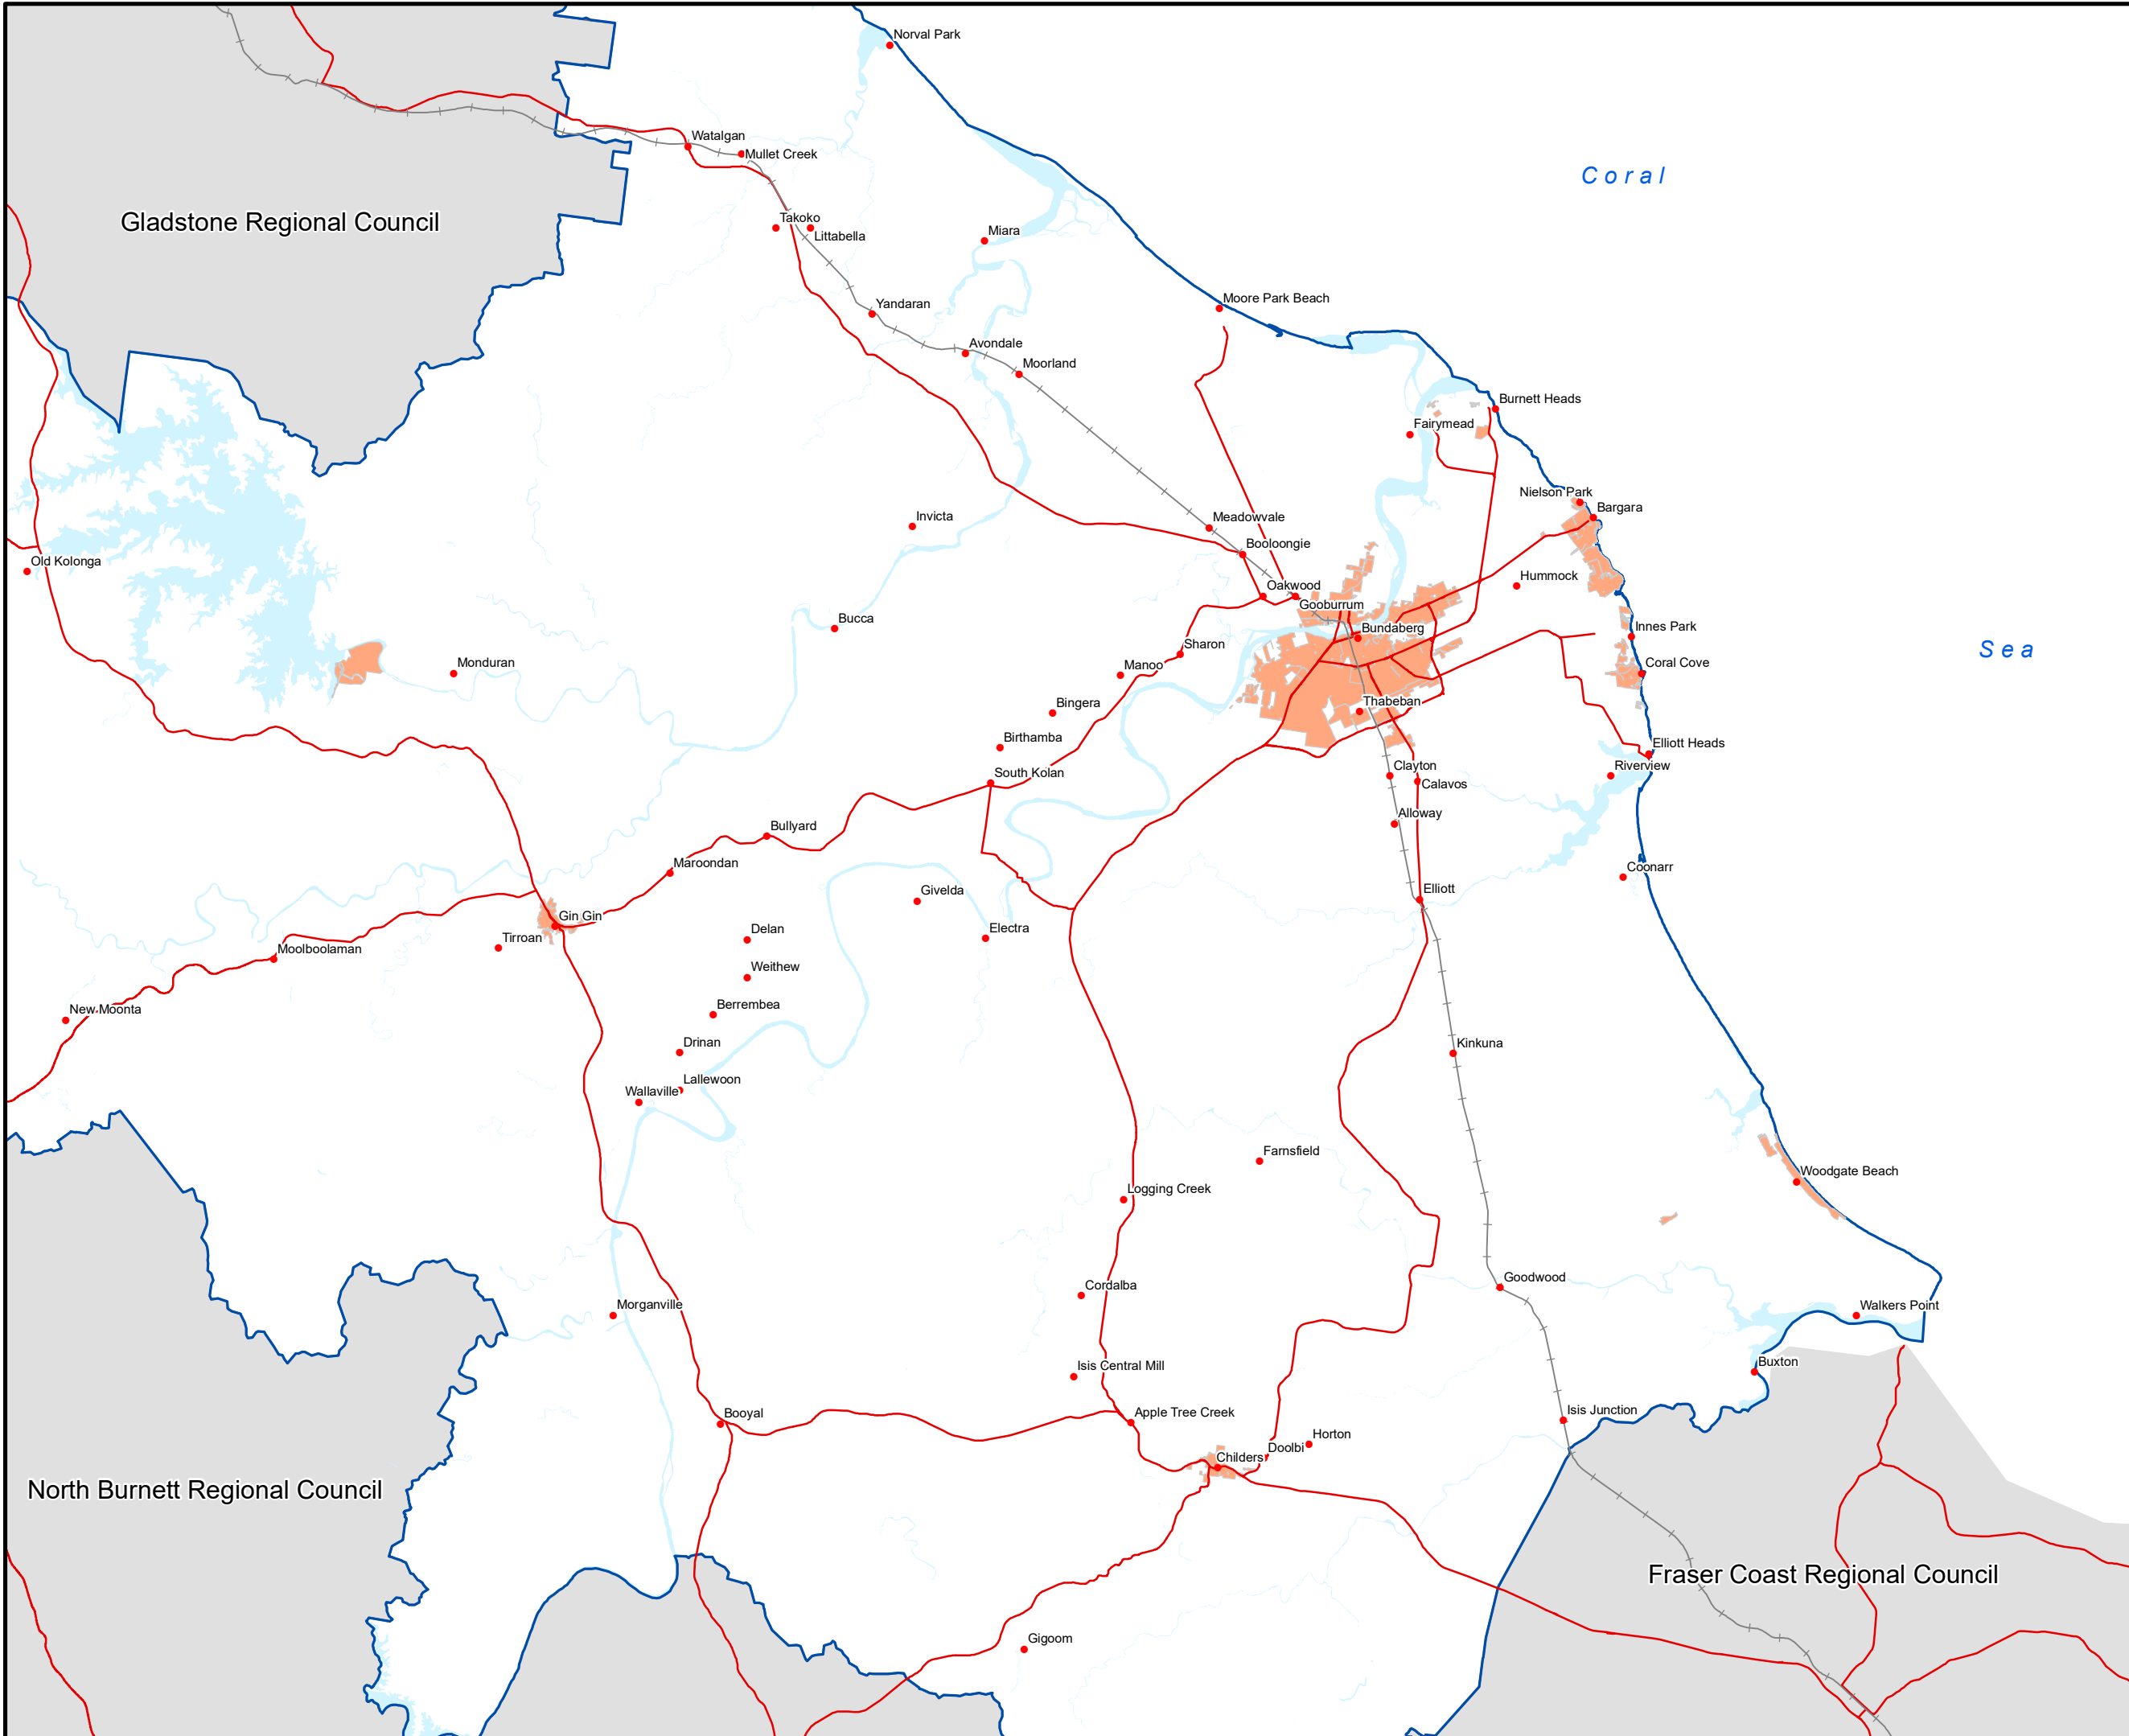 Norval Park
Watalgan
Mullet Creek
Coral
Gladstone Regional Council
Takoko
Littabella
Miara
Yandaran
Moore Park Beach
Avondale
Moorland
Burnett Heads
Fairymead
Nielson Park
Bargara
Invicta
Meadowvale
Booloongie
Old Kolonga
Hummock
Oakwood
Gooburrum
Bucca
Bundaberg
Innes Park
Sharon
Sea
Monduran
Manoo
Coral Cove
Bingera
Thabeban
Birthamba
Elliott Heads
South Kolan
Clayton
Riverview
Calavos
Alloway
Bullyard
Maroondan
Coonarr
Givelda
Elliott
Gin Gin
Tirroan
Delan
Electra
Moolboolaman
Weithew
New Moonta
Berrembea
Drinan
Kinkuna
Lallewoon
Wallaville
Farnsfield
Woodgate Beach
Logging Creek
Goodwood
Cordalba
Morganville
Walkers Point
Isis Central Mill
Buxton
Booyal
Apple Tree Creek
Isis Junction
Horton
Doolbi
Childers
North Burnett Regional Council
Fraser Coast Regional Council
Gigoom